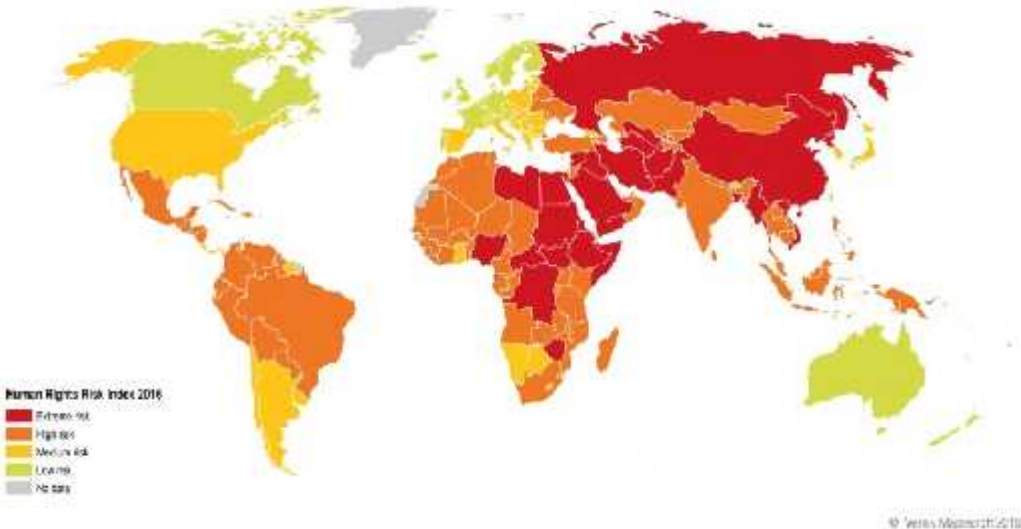 Human Rights Risk Index 2016
Extreme risk
High risk
Medium risk
Low risk
No data
© Verisk Maplecroft 2016